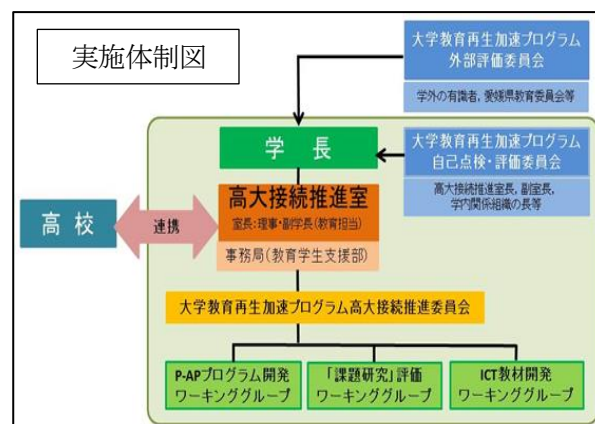 実施体制図
大学教育再生加速プログラム
外部評価委員会
学外の有識者,愛媛県教育委員会等
学 長
大学教育再生加速プログラム
自己点検・評価委員会
高大接続推進室長,副室長,
学内関係組織の長等
高校
連携
高大接続推進室
室長:理事・副学長(教育担当)
事務局(教育学生支援部)
大学教育再生加速プログラム高大接続推進委員会
P-APプログラム開発
ワーキンググループ
「課題研究」評価
ワーキンググループ
ICT教材開発
ワーキンググループ